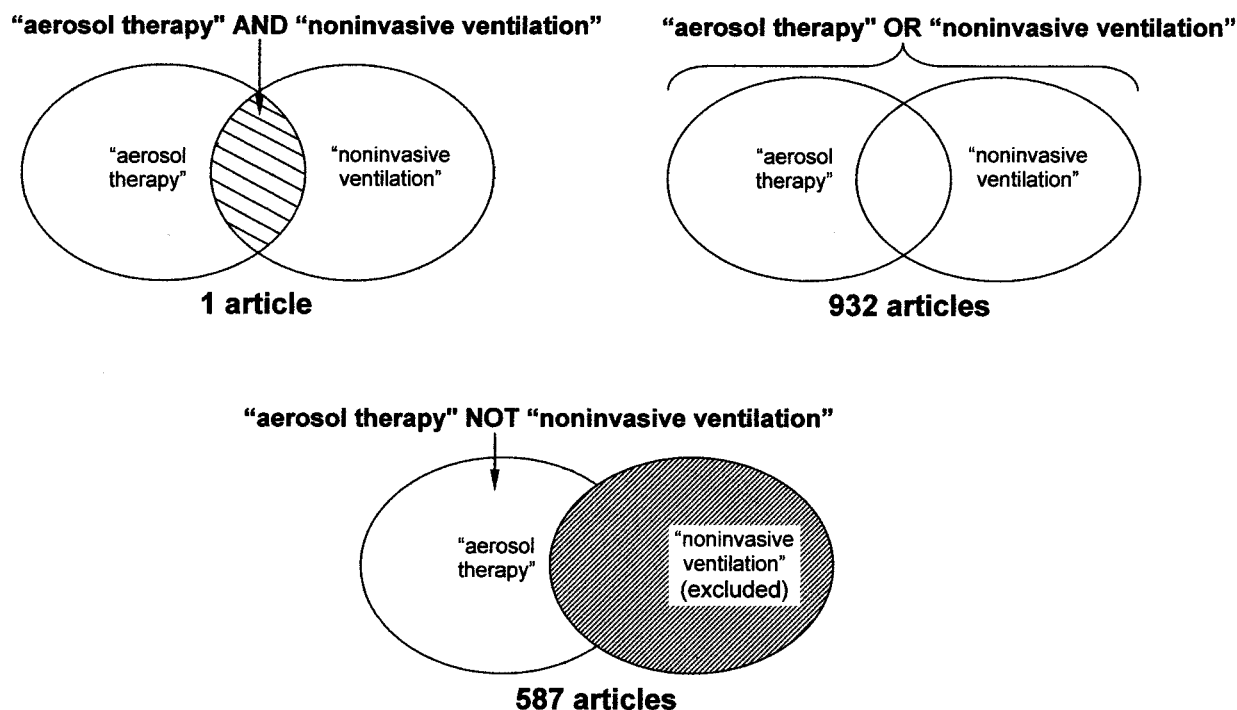 “aerosol therapy" AND “noninvasive ventilation”
“aerosol
therapy”
“noninvasive
ventilation”
1 article
“aerosol therapy" OR “noninvasive ventilation”
“aerosol
therapy”
“noninvasive
ventilation”
932 articles
“aerosol therapy" NOT “noninvasive ventilation”
“aerosol
therapy”
“noninvasive
ventilation”
(excluded)
587 articles